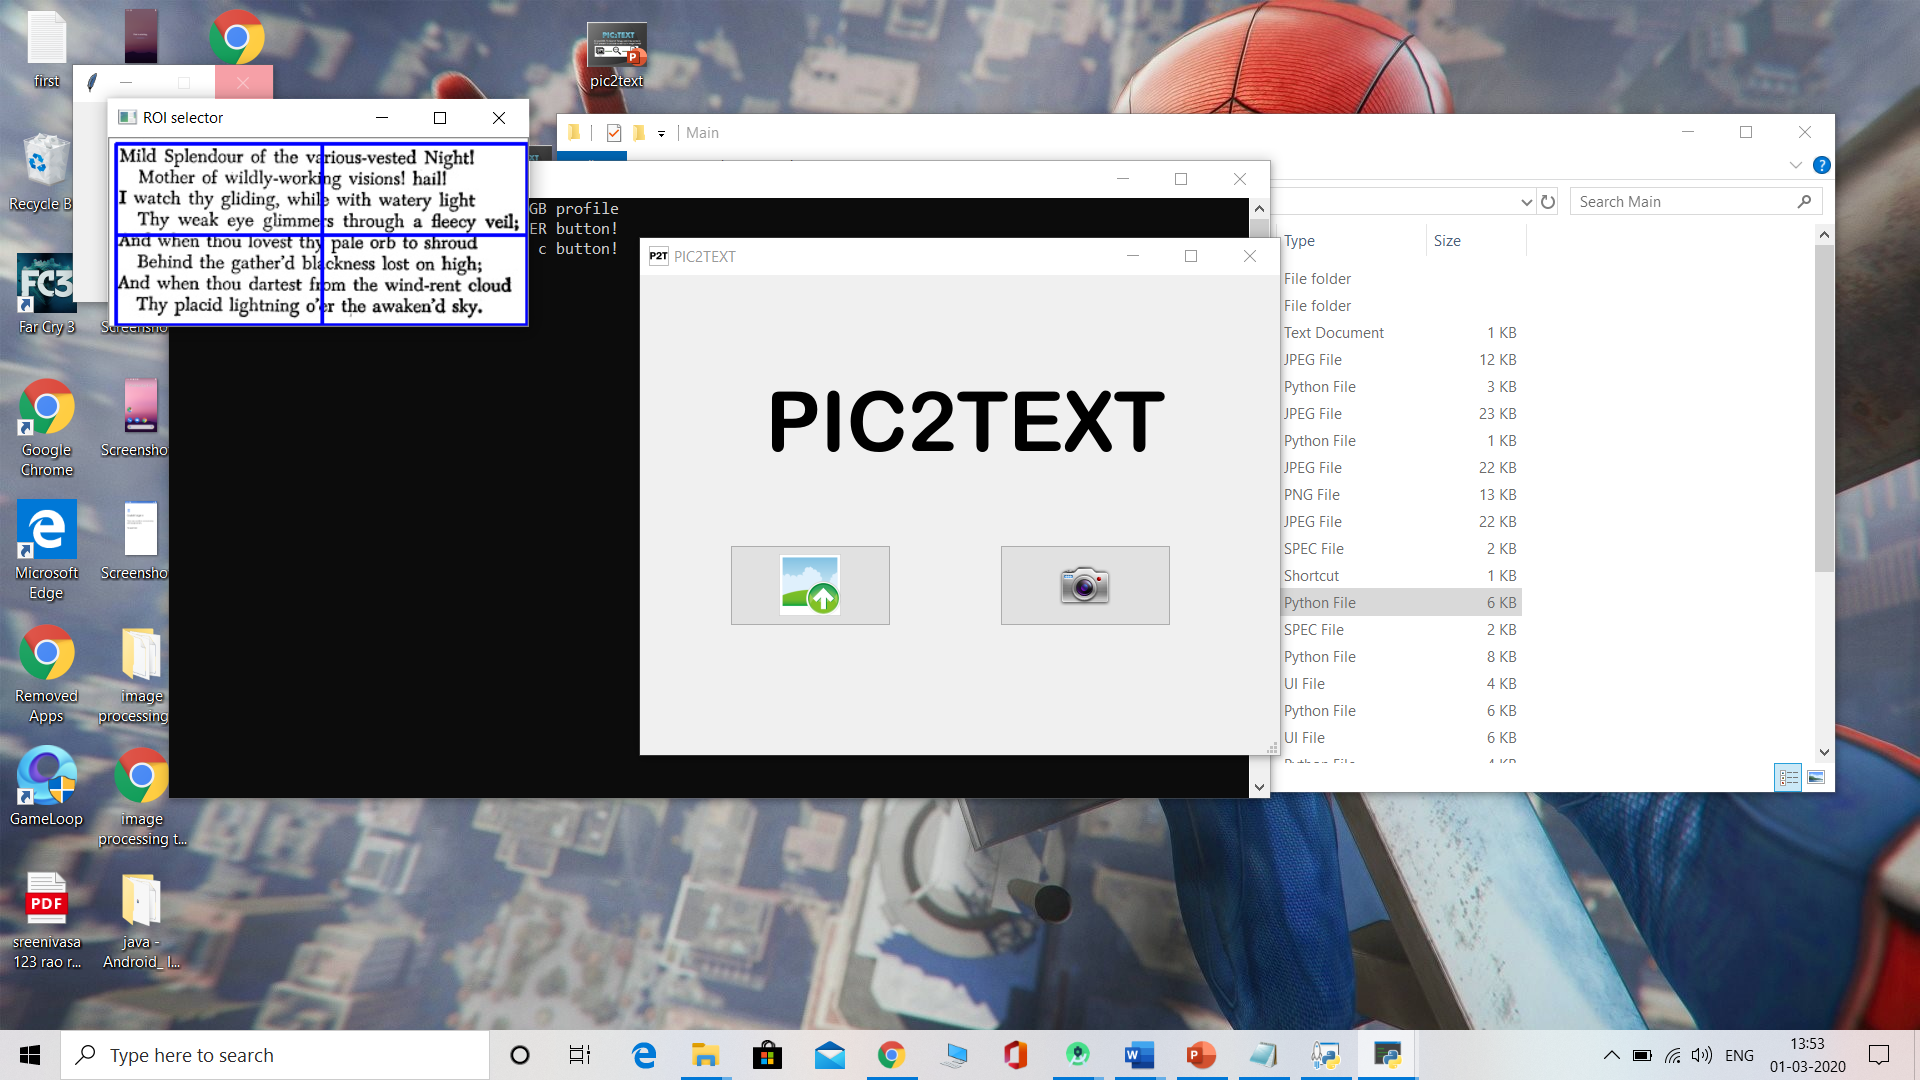 first
pic2text
Recycle B
Far Cry 3
Screensho
Google
Chrome
Screensho
Microsoft
Edge
Screensho
Removed
Apps
image
processing
GameLoop
image
processing t...
PDF
sreenivasa
123 rao r...
java -
Android_ I...
ROI selector
Mild Splendour of the various-vested Night!
Mother of wildly-working visions! hail!
I watch thy gliding, while with watery light
Thy weak eye glimmers through a fleecy veil;
And when thou lovest thy pale orb to shroud
Behind the gather'd blackness lost on high;
And when thou dartest from the wind-rent cloud
Thy placid lightning o'er the awaken'd sky.
GB profile
ER button!
c button!
P2T PIC2TEXT
PIC2TEXT
Main
Search Main
Type Size
File folder
File folder
Text Document 1 KB
JPEG File 12 KB
Python File 3 KB
JPEG File 23 KB
Python File 1 KB
JPEG File 22 KB
PNG File 13 KB
JPEG File 22 KB
SPEC File 2 KB
Shortcut 1 KB
Python File 6 KB
SPEC File 2 KB
Python File 8 KB
UI File 4 KB
Python File 6 KB
UI File 6 KB
Python File 4 KB
Type here to search
ENG
13:53
01-03-2020